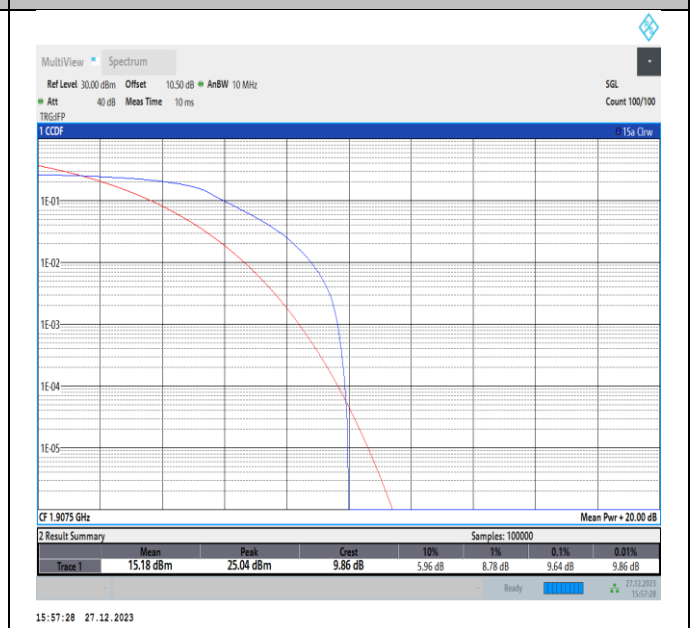 MultiView Spectrum
Ref Level 30.00 dBm Offset 10.50 dB AnBW 10 MHz SGL
Att 40 dB Meas Time 10 ms Count 100/100
TRG:IFP
1 CCDF 1Sa Clrw
1E-01
1E-02
1E-03
1E-04
1E-05
CF 1.9075 GHz Mean Pwr + 20.00 dB
2 Result Summary Samples: 100000
Mean Peak Crest 10% 1% 0.1% 0.01%
Trace 1 15.18 dBm 25.04 dBm 9.86 dB 5.96 dB 8.78 dB 9.64 dB 9.86 dB
Ready 27.12.2023
15:57:28
15:57:28 27.12.2023